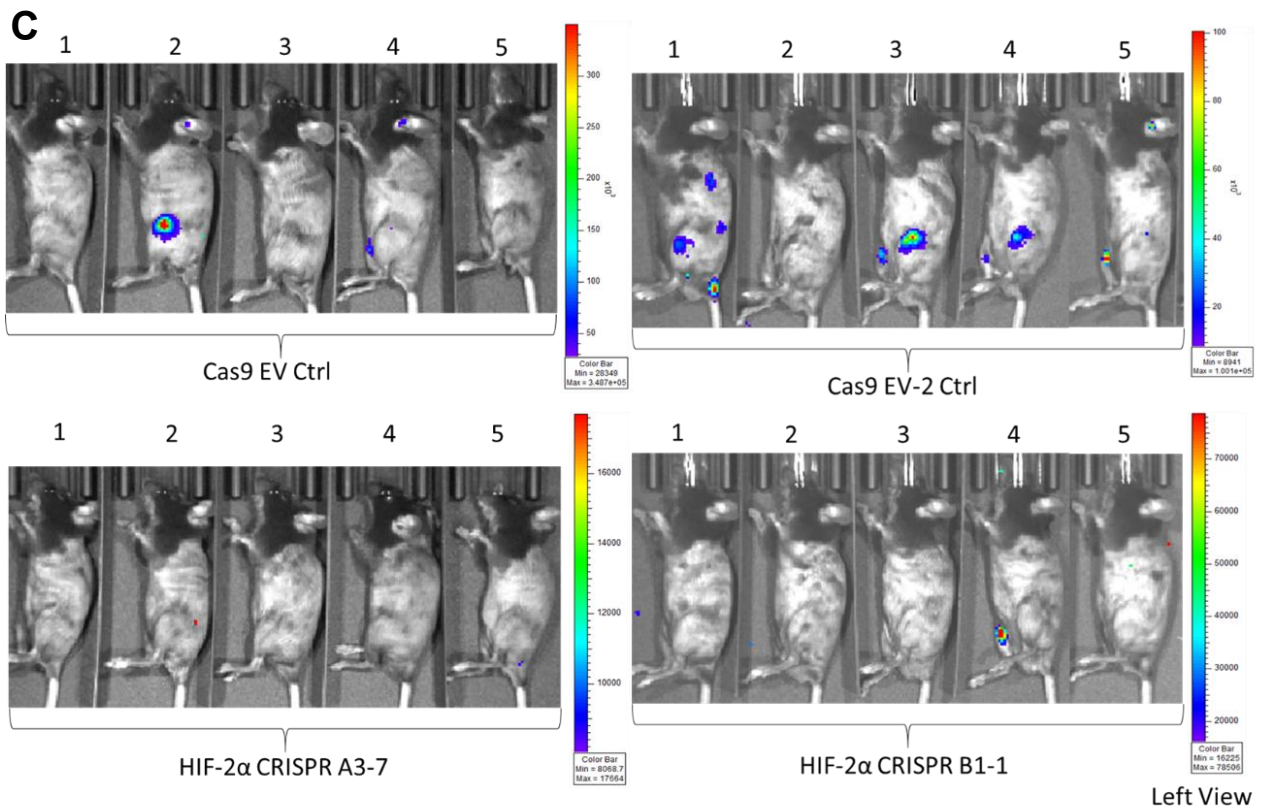 C
1 2 3 4 5
300
250
200
150
100
50
x10³
Color Bar
Min = 28349
Max = 3.487e+05
Cas9 EV Ctrl
1 2 3 4 5
100
80
60
40
20
x10³
Color Bar
Min = 8941
Max = 1.001e+05
Cas9 EV-2 Ctrl
1 2 3 4 5
16000
14000
12000
10000
Color Bar
Min = 8068.7
Max = 17664
HIF-2α CRISPR A3-7
1 2 3 4 5
70000
60000
50000
40000
30000
20000
Color Bar
Min = 16225
Max = 78506
HIF-2α CRISPR B1-1
Left View